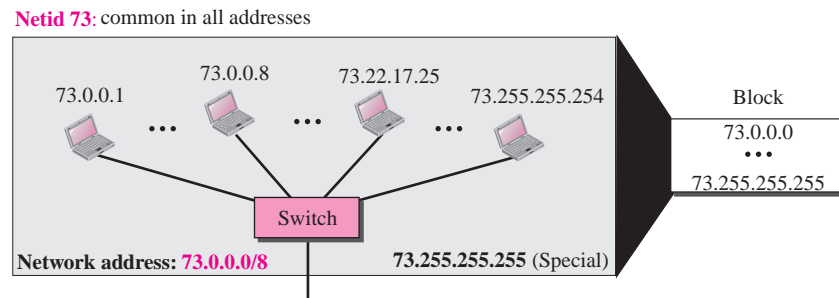 Netid 73: common in all addresses
73.0.0.1
73.0.0.8
73.22.17.25
73.255.255.254
Switch
Network address: 73.0.0.0/8
73.255.255.255 (Special)
Block
73.0.0.0
73.255.255.255